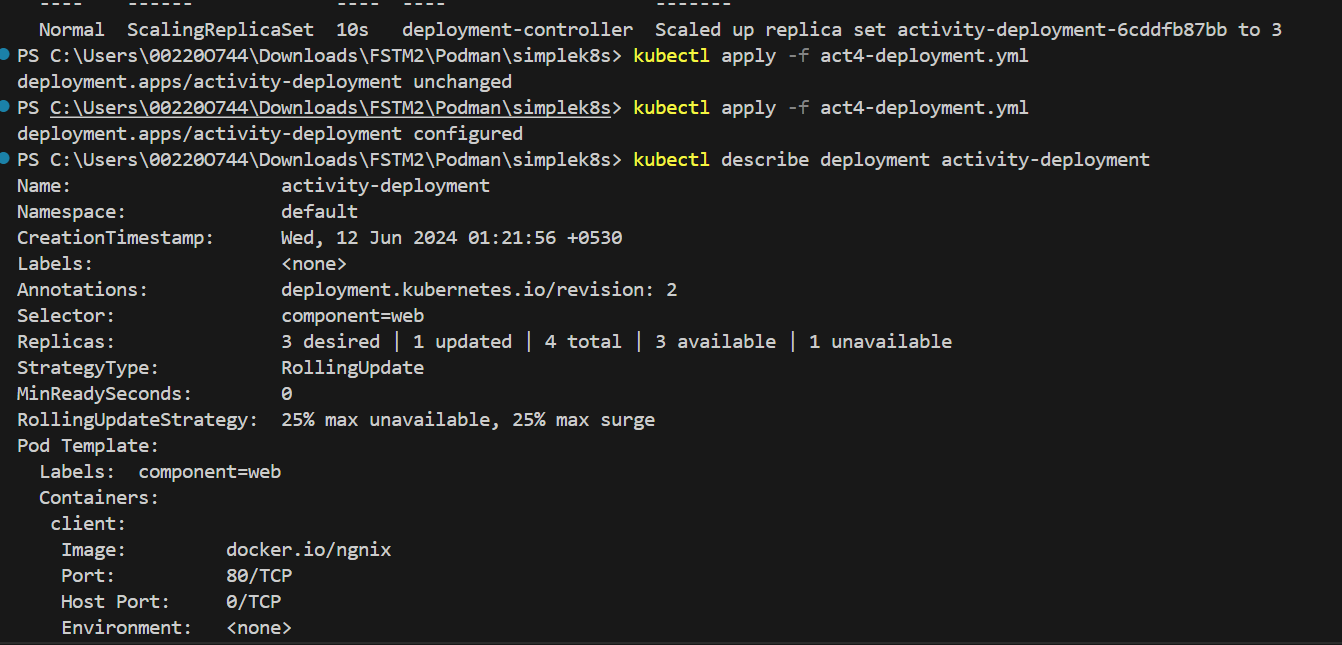 ---- ------ ---- ---- -------
Normal ScalingReplicaSet 10s deployment-controller Scaled up replica set activity-deployment-6cddfb87bb to 3
PS C:\Users\00220O744\Downloads\FSTM2\Podman\simplek8s> kubectl apply -f act4-deployment.yml
deployment.apps/activity-deployment unchanged
PS C:\Users\00220O744\Downloads\FSTM2\Podman\simplek8s> kubectl apply -f act4-deployment.yml
deployment.apps/activity-deployment configured
PS C:\Users\00220O744\Downloads\FSTM2\Podman\simplek8s> kubectl describe deployment activity-deployment
Name: activity-deployment
Namespace: default
CreationTimestamp: Wed, 12 Jun 2024 01:21:56 +0530
Labels: <none>
Annotations: deployment.kubernetes.io/revision: 2
Selector: component=web
Replicas: 3 desired | 1 updated | 4 total | 3 available | 1 unavailable
StrategyType: RollingUpdate
MinReadySeconds: 0
RollingUpdateStrategy: 25% max unavailable, 25% max surge
Pod Template:
Labels: component=web
Containers:
client:
Image: docker.io/ngnix
Port: 80/TCP
Host Port: 0/TCP
Environment: <none>